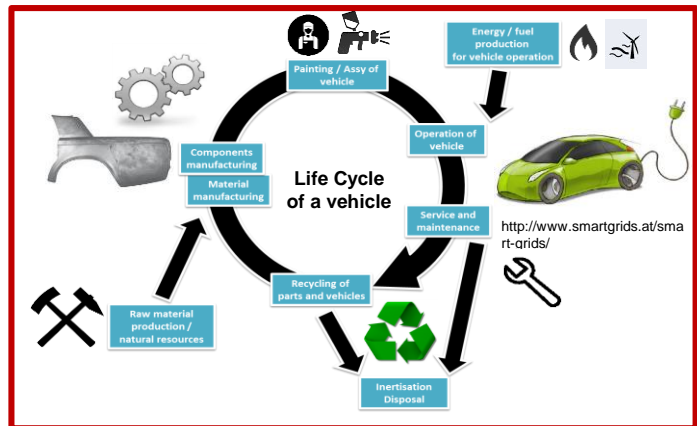 Energy / fuel
production
for vehicle operation
Painting / Assy of
vehicle
Operation of
vehicle
Components
manufacturing
Material
manufacturing
Life Cycle
of a vehicle
Service and
maintenance
http://www.smartgrids.at/sma
rt-grids/
Recycling of
parts and vehicles
Raw material
production /
natural resources
Inertisation
Disposal